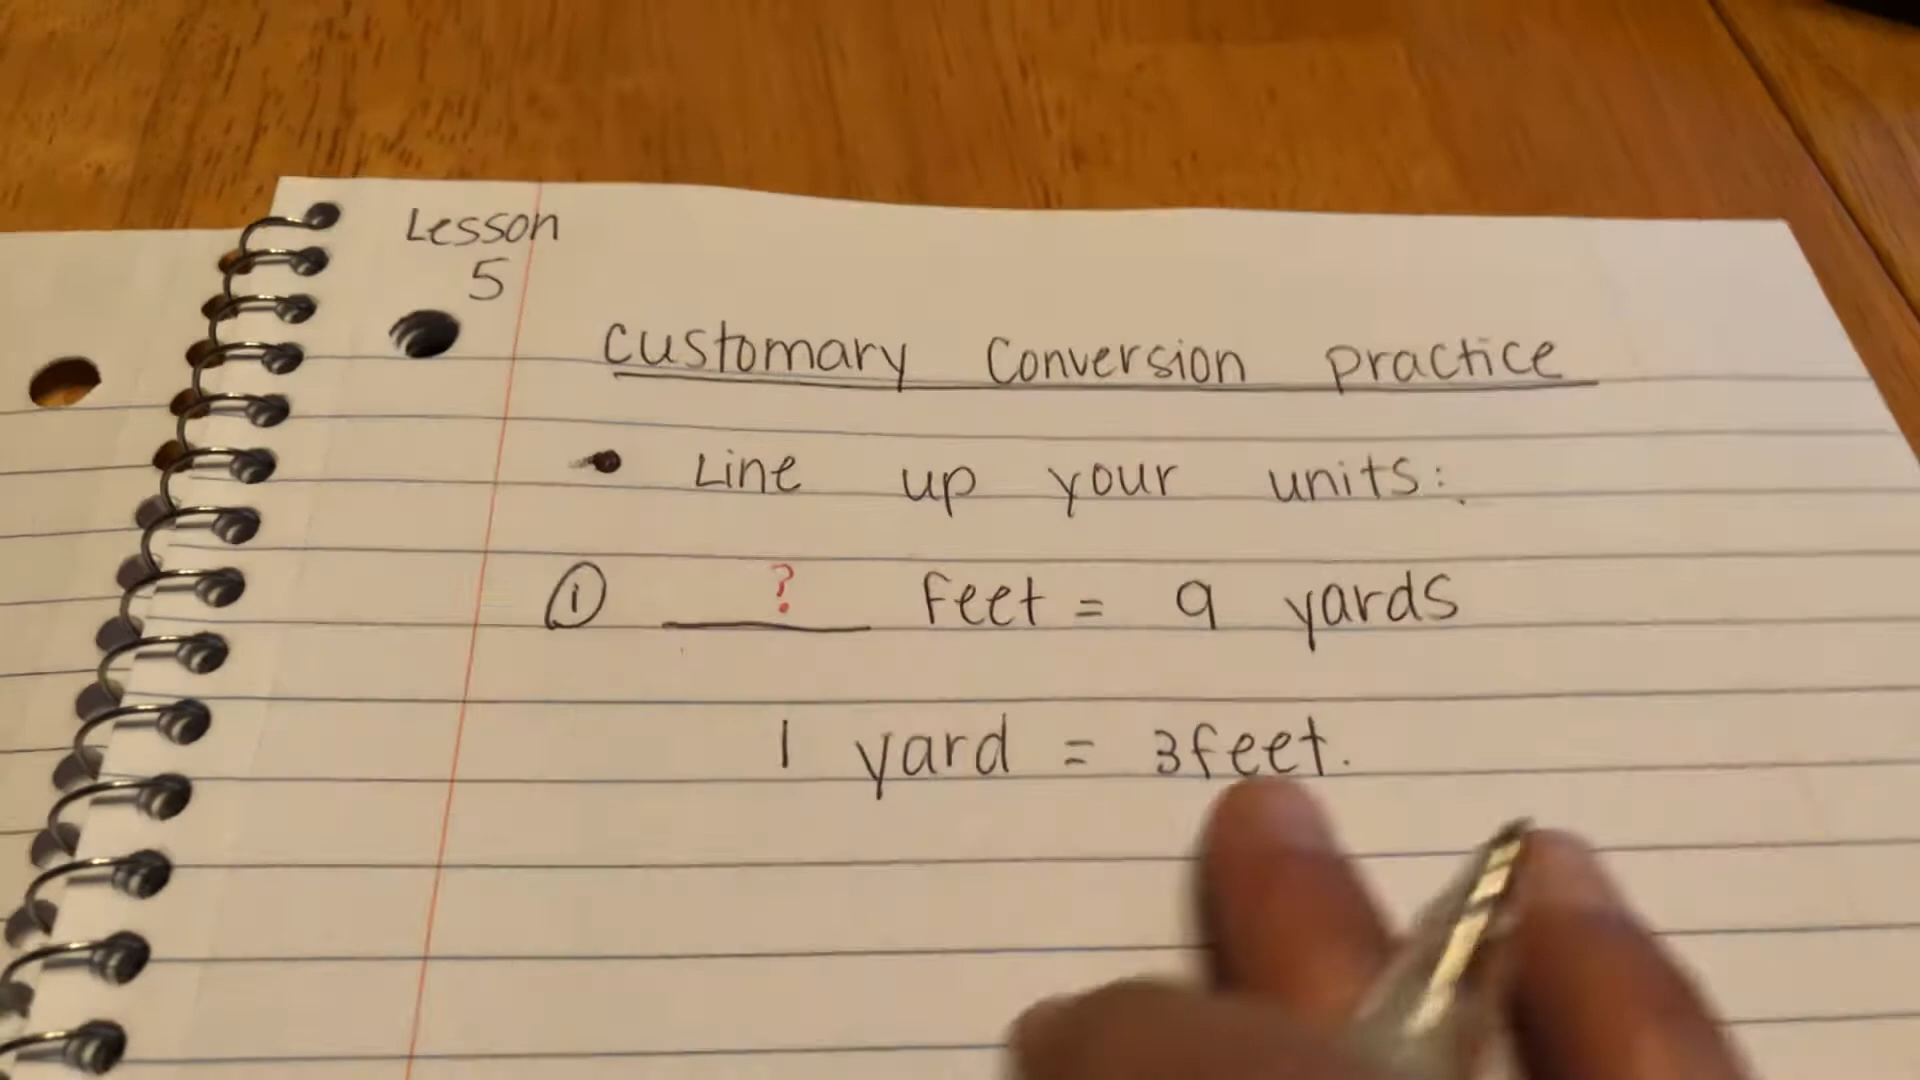 Lesson
5
Customary Conversion practice
• Line up your units:
① ? feet = 9 yards
1 yard = 3feet.